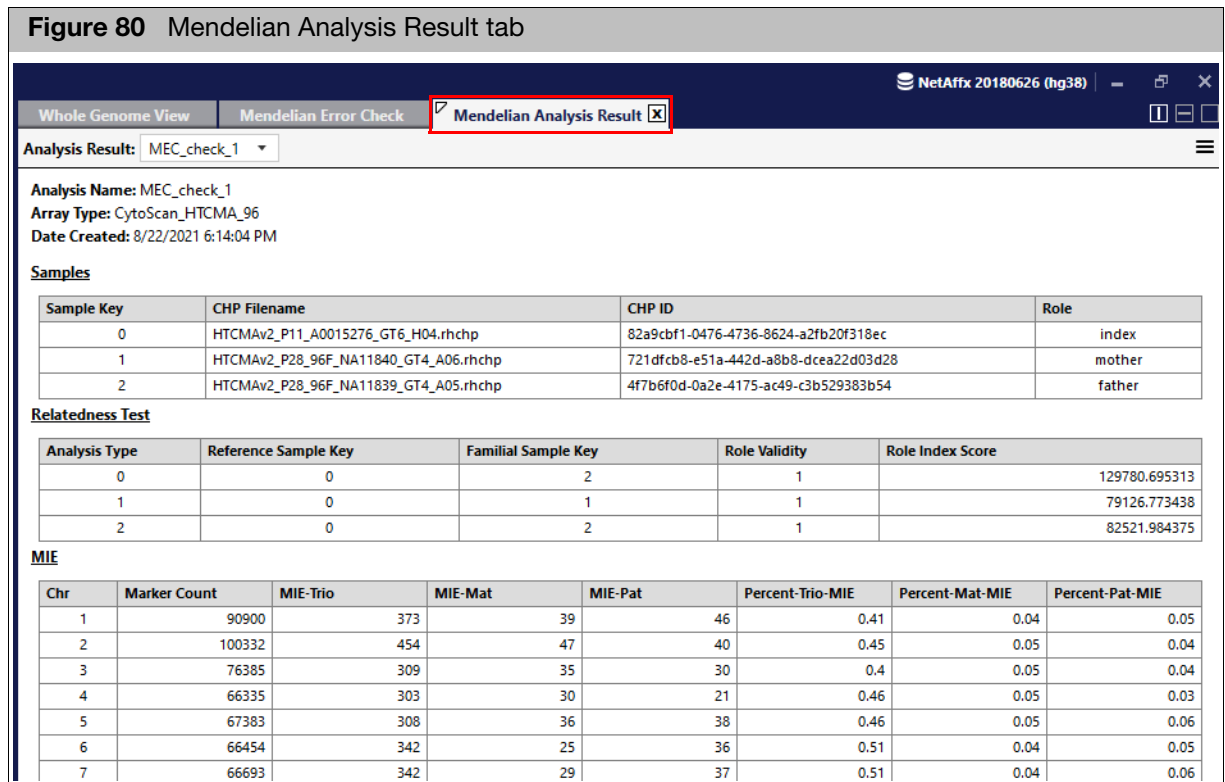 Figure 80 Mendelian Analysis Result tab
NetAffx 20180626 (hg38)
Whole Genome View Mendelian Error Check Mendelian Analysis Result
Analysis Result: MEC_check_1
Analysis Name: MEC_check_1
Array Type: CytoScan_HTCMA_96
Date Created: 8/22/2021 6:14:04 PM
Samples
Sample Key CHP Filename CHP ID Role
0 HTCMAv2_P11_A0015276_GT6_H04.rhchp 82a9cbf1-0476-4736-8624-a2fb20f318ec index
1 HTCMAv2_P28_96F_NA11840_GT4_A06.rhchp 721dfcb8-e51a-442d-a8b8-dcea22d03d28 mother
2 HTCMAv2_P28_96F_NA11839_GT4_A05.rhchp 4f7b6f0d-0a2e-4175-ac49-c3b529383b54 father
Relatedness Test
Analysis Type Reference Sample Key Familial Sample Key Role Validity Role Index Score
0 0 2 1 129780.695313
1 0 1 1 79126.773438
2 0 2 1 82521.984375
MIE
Chr Marker Count MIE-Trio MIE-Mat MIE-Pat Percent-Trio-MIE Percent-Mat-MIE Percent-Pat-MIE
1 90900 373 39 46 0.41 0.04 0.05
2 100332 454 47 40 0.45 0.05 0.04
3 76385 309 35 30 0.4 0.05 0.04
4 66335 303 30 21 0.46 0.05 0.03
5 67383 308 36 38 0.46 0.05 0.06
6 66454 342 25 36 0.51 0.04 0.05
7 66693 342 29 37 0.51 0.04 0.06